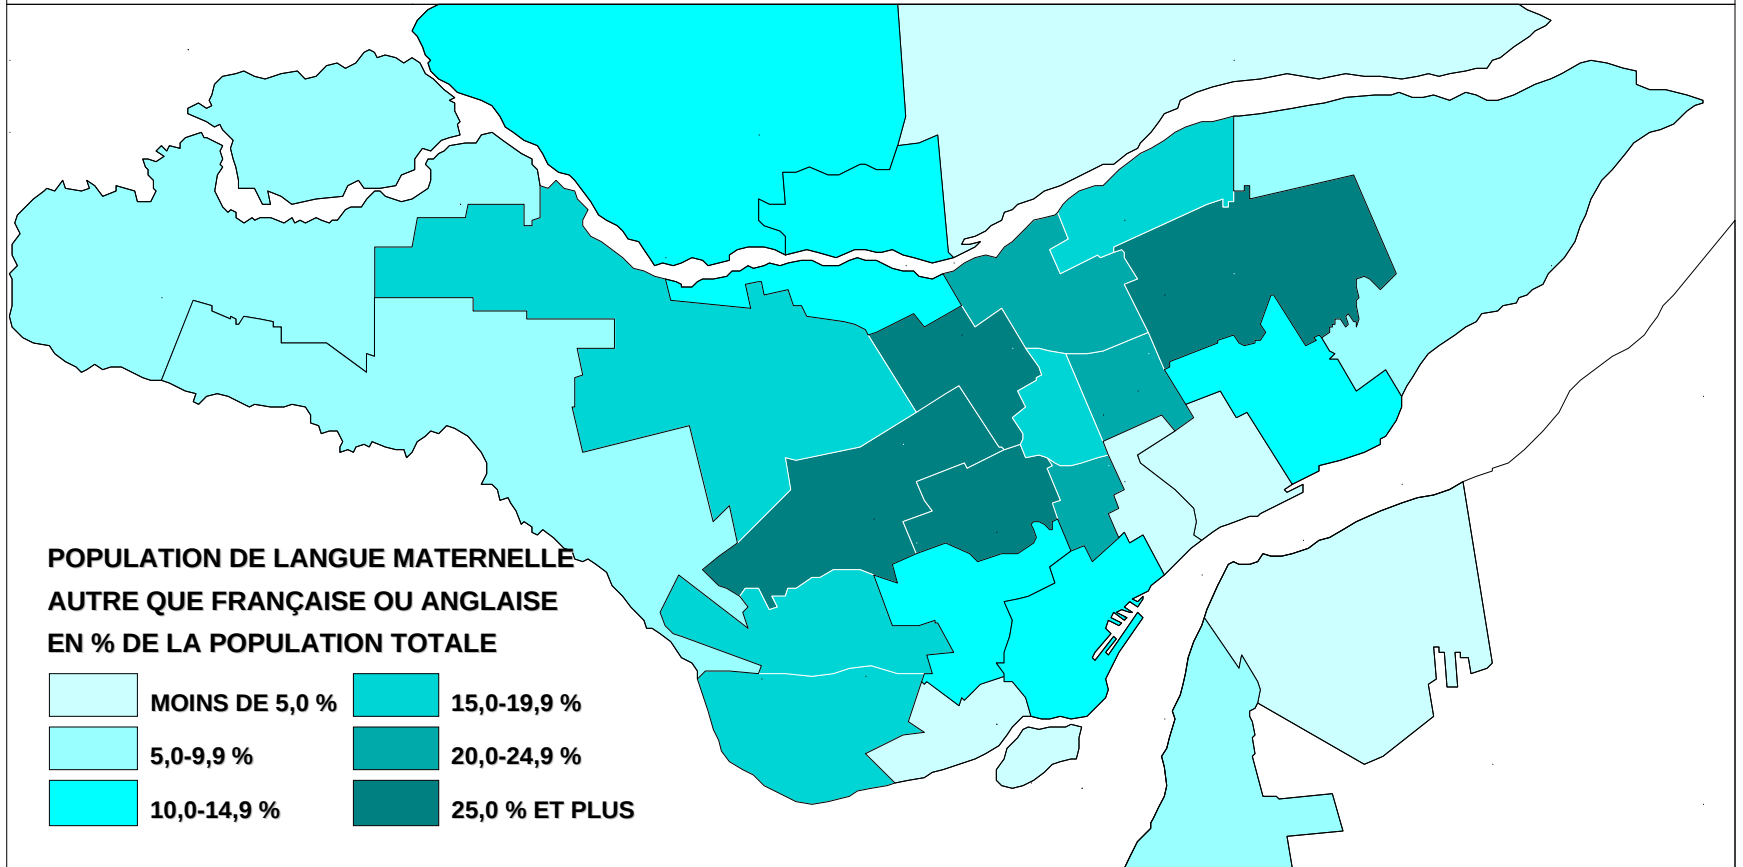 POPULATION DE LANGUE MATERNELLE
AUTRE QUE FRANÇAISE OU ANGLAISE
EN % DE LA POPULATION TOTALE
MOINS DE 5,0 %
5,0-9,9 %
10,0-14,9 %
15,0-19,9 %
20,0-24,9 %
25,0 % ET PLUS